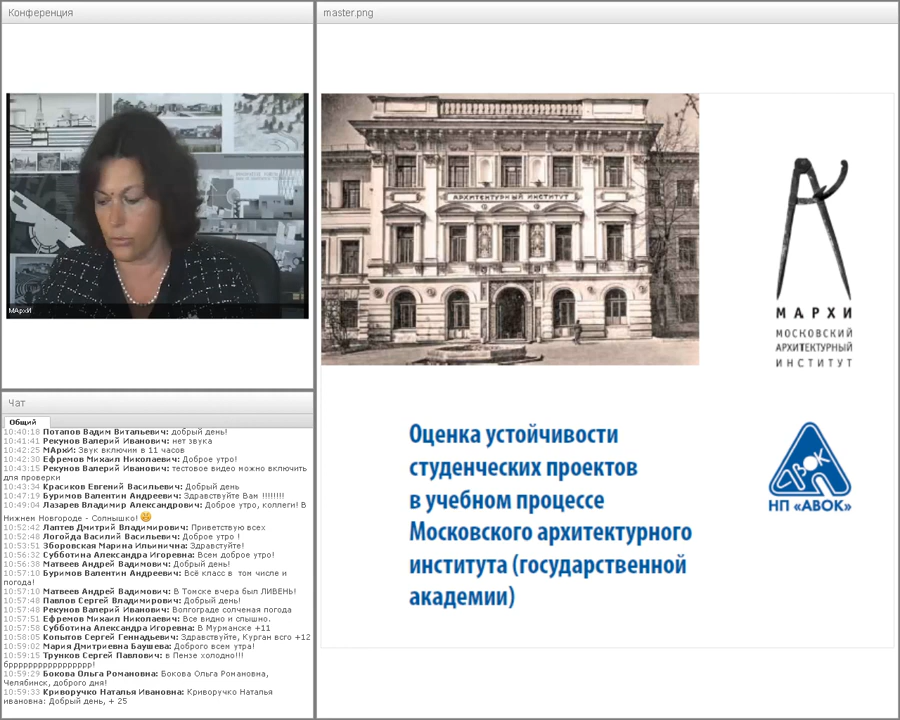 Конференция
МАрхИ
Чат
Общий
10:40:18 Потапов Вадим Витальевич: добрый день!
10:41:41 Рекунов Валерий Иванович: нет звука
10:42:25 МАрхИ: Звук включим в 11 часов
10:42:30 Ефремов Михаил Николаевич: Доброе утро!
10:43:15 Рекунов Валерий Иванович: тестовое видео можно включить
для проверки
10:43:34 Красиков Евгений Васильевич: Добрый день
10:47:19 Буримов Валентин Андреевич: Здравствуйте Вам !!!!!!!!
10:49:04 Лазарев Владимир Александрович: Доброе утро, коллеги! В
Нижнем Новгороде - Солнышко!
10:52:42 Лаптев Дмитрий Владимирович: Приветствую всех
10:52:48 Логойда Василий Васильевич: Доброе утро !
10:53:51 Зборовская Марина Ильинична: Здравстуйте!
10:56:32 Субботина Александра Игоревна: Всем доброе утро!
10:56:38 Матвеев Андрей Вадимович: Добрый день!
10:57:10 Буримов Валентин Андреевич: Всё класс в том числе и
погода!
10:57:10 Матвеев Андрей Вадимович: В Томске вчера был ЛИВЕНЬ!
10:57:48 Павлов Сергей Владимирович: Добрый день!
10:57:48 Рекунов Валерий Иванович: Волгограде солченая погода
10:57:51 Ефремов Михаил Николаевич: Все видно и слышно.
10:57:58 Субботина Александра Игоревна: В Мурманске +11
10:58:05 Копытов Сергей Геннадьевич: Здравствуйте, Курган всго +12
10:59:02 Мария Дмитриевна Баушева: Доброго всем утра!
10:59:15 Трунков Сергей Павлович: в Пензе холодно!!!
бррррррррррррррррр!
10:59:29 Бокова Ольга Романовна: Бокова Ольга Романовна,
Челябинск, доброго дня!
10:59:33 Криворучко Наталья Ивановна: Криворучко Наталья
ивановна: Добрый день, + 25
master.png
АРХИТЕКТУРНЫЙ ИНСТИТУТ
МАРХИ
МОСКОВСКИЙ
АРХИТЕКТУРНЫЙ
ИНСТИТУТ
Оценка устойчивости
студенческих проектов
в учебном процессе
Московского архитектурного
института (государственной
академии)
АВОК
НП «АВОК»